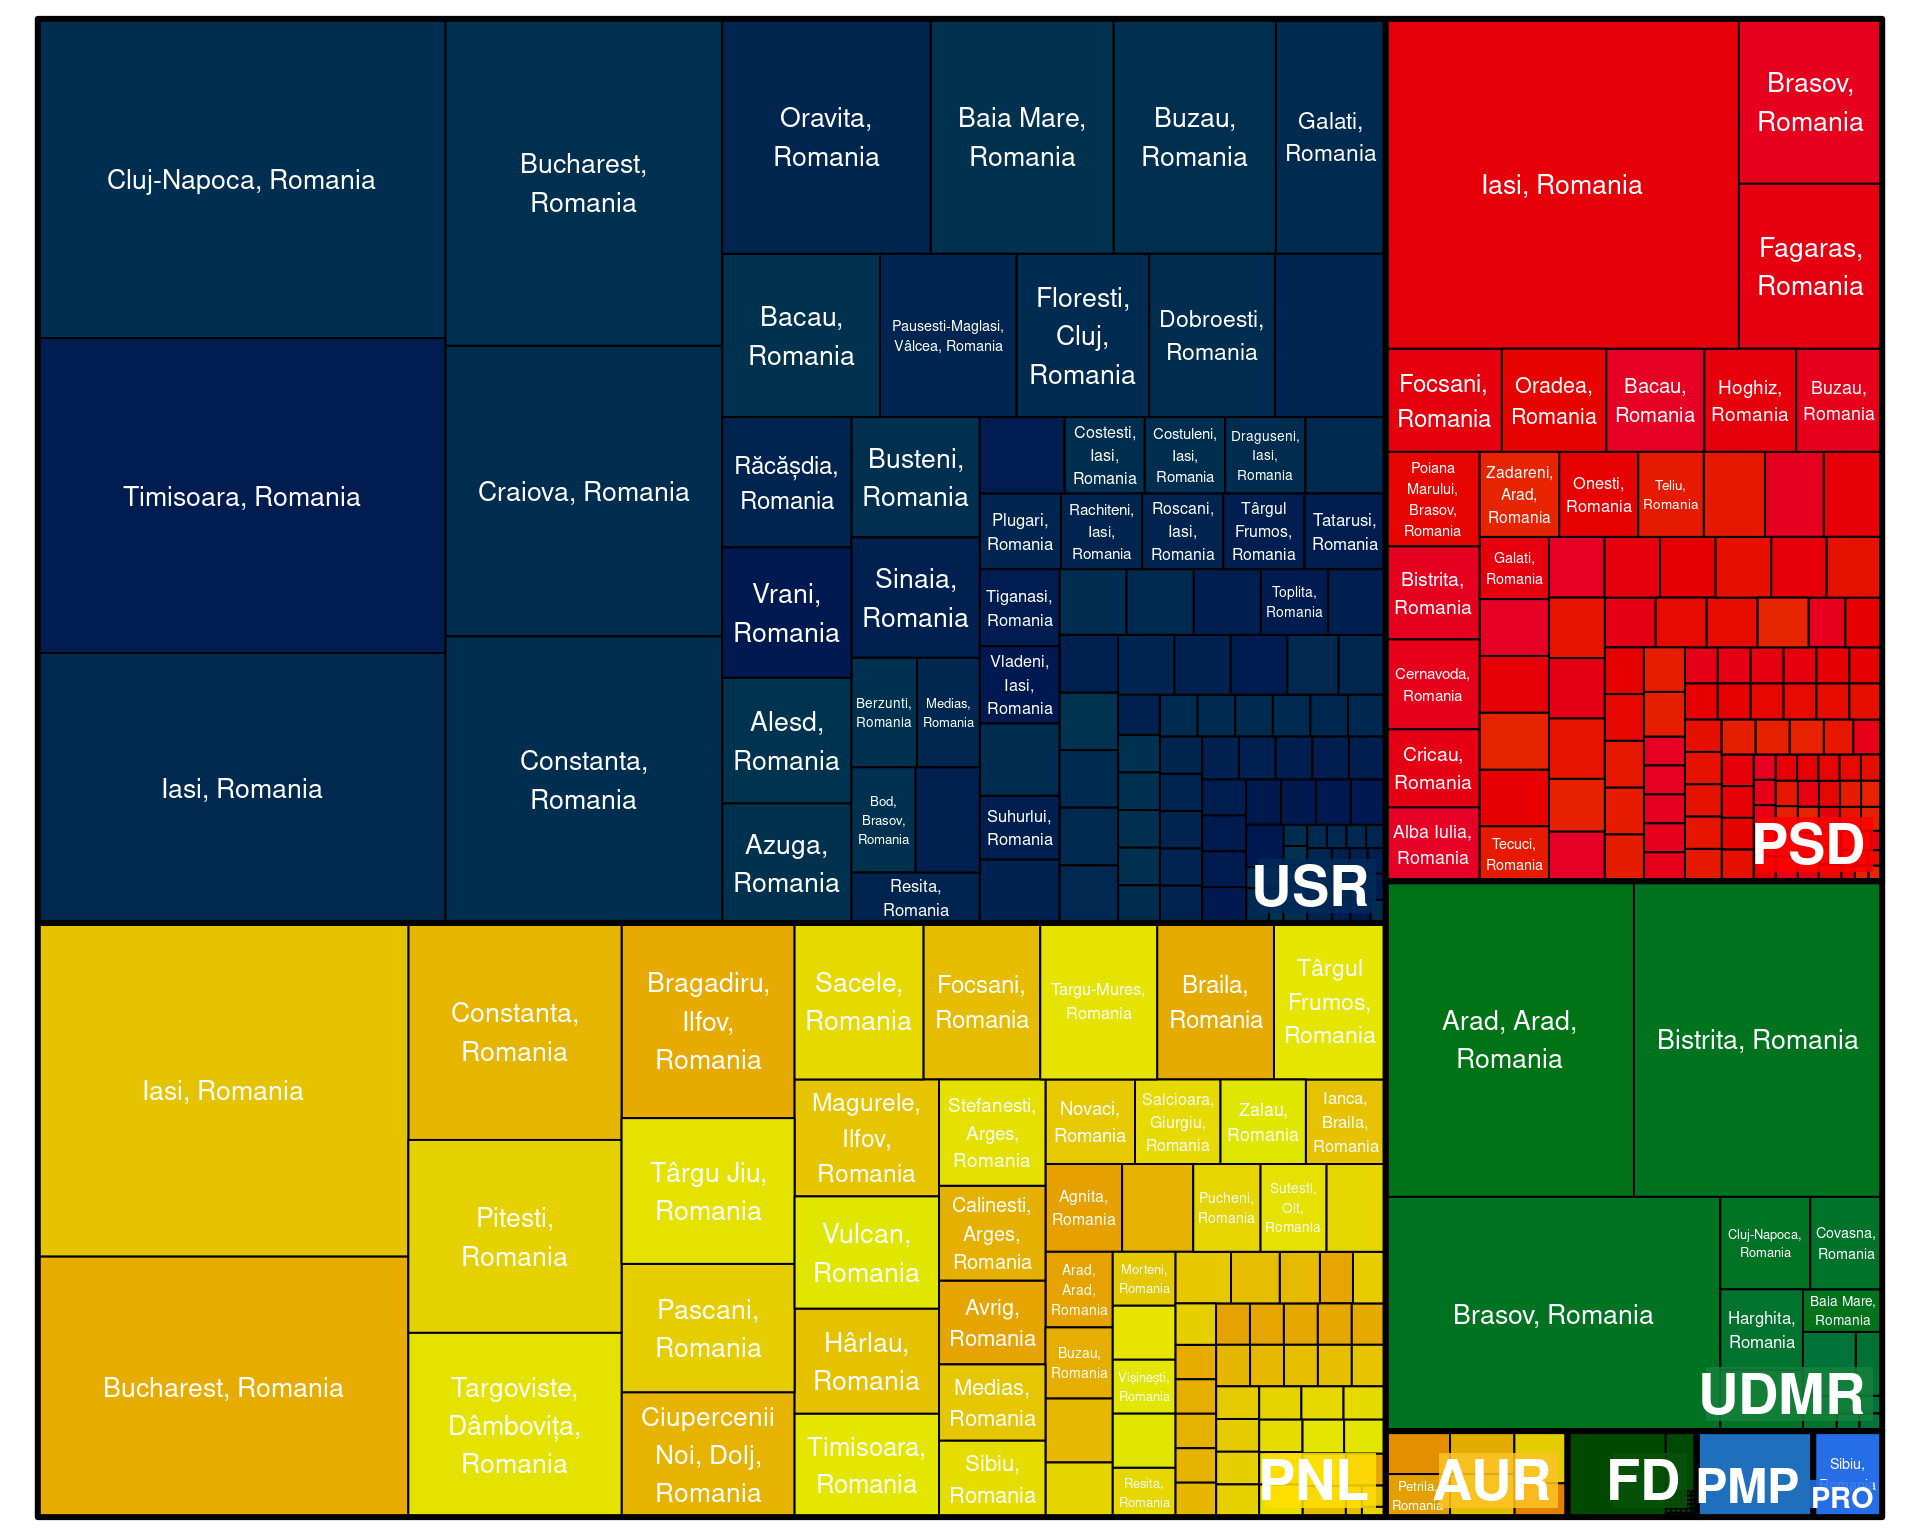 Cluj-Napoca, Romania
Timisoara, Romania
Iasi, Romania
Bucharest,
Romania
Craiova, Romania
Constanta,
Romania
Oravita,
Romania
Baia Mare,
Romania
Buzau,
Romania
Galati,
Romania
Bacau,
Romania
Pausesti-Maglasi,
Vâlcea, Romania
Floresti,
Cluj,
Romania
Dobroesti,
Romania
Răcășdia,
Romania
Vrani,
Romania
Alesd,
Romania
Azuga,
Romania
Busteni,
Romania
Sinaia,
Romania
Berzunti,
Romania
Medias,
Romania
Bod,
Brasov,
Romania
Resita,
Romania
Costesti,
Iasi,
Romania
Costuleni,
Iasi,
Romania
Draguseni,
Iasi,
Romania
Plugari,
Romania
Rachiteni,
Iasi,
Romania
Roscani,
Iasi,
Romania
Târgul
Frumos,
Romania
Tatarusi,
Romania
Tiganasi,
Romania
Toplita,
Romania
Vladeni,
Iasi,
Romania
Suhurlui,
Romania
USR
Iasi, Romania
Brasov,
Romania
Fagaras,
Romania
Focsani,
Romania
Oradea,
Romania
Bacau,
Romania
Hoghiz,
Romania
Buzau,
Romania
Poiana
Marului,
Brasov,
Romania
Zadareni,
Arad,
Romania
Onesti,
Romania
Teliu,
Romania
Bistrita,
Romania
Galati,
Romania
Cernavoda,
Romania
Cricau,
Romania
Alba Iulia,
Romania
Tecuci,
Romania
PSD
Iasi, Romania
Bucharest, Romania
Constanta,
Romania
Pitesti,
Romania
Targoviste,
Dâmbovița,
Romania
Bragadiru,
Ilfov,
Romania
Târgu Jiu,
Romania
Pascani,
Romania
Ciupercenii
Noi, Dolj,
Romania
Sacele,
Romania
Focsani,
Romania
Targu-Mures,
Romania
Braila,
Romania
Târgul
Frumos,
Romania
Magurele,
Ilfov,
Romania
Vulcan,
Romania
Hârlau,
Romania
Timisoara,
Romania
Stefanesti,
Arges,
Romania
Calinesti,
Arges,
Romania
Avrig,
Romania
Medias,
Romania
Sibiu,
Romania
Novaci,
Romania
Salcioara,
Giurgiu,
Romania
Zalau,
Romania
Ianca,
Braila,
Romania
Agnita,
Romania
Pucheni,
Romania
Sutesti,
Olt,
Romania
Arad,
Arad,
Romania
Morteni,
Romania
Buzau,
Romania
Visinești,
Romania
Resita,
Romania
PNL
Arad, Arad,
Romania
Bistrita, Romania
Brasov, Romania
Cluj-Napoca,
Romania
Covasna,
Romania
Harghita,
Romania
Baia Mare,
Romania
UDMR
Petrila,
Romania
AUR
FD
PMP
Sibiu,
PRO